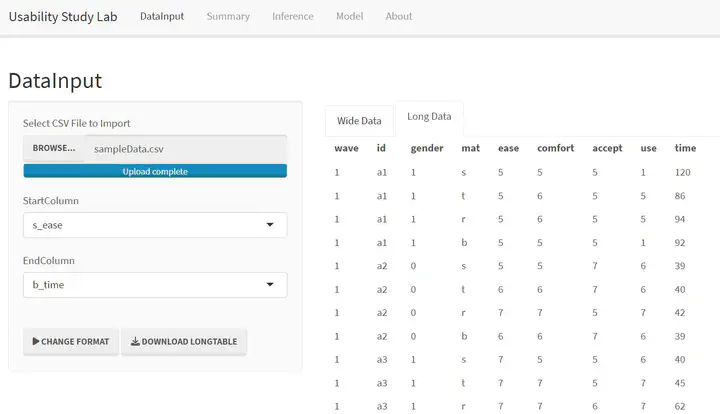 Usability Study Lab DataInput Summary Inference Model About
DataInput
Select CSV File to Import
BROWSE... sampleData.csv
Upload complete
StartColumn
s_ease
EndColumn
b_time
CHANGE FORMAT DOWNLOAD LONGTABLE
Wide Data Long Data
wave id gender mat ease comfort accept use time
1 a1 1 s 5 5 5 1 120
1 a1 1 t 5 6 5 5 86
1 a1 1 r 5 6 5 5 94
1 a1 1 b 5 5 5 1 92
1 a2 0 s 5 5 7 6 39
1 a2 0 t 6 6 7 6 40
1 a2 0 r 7 7 5 7 42
1 a2 0 b 6 6 7 6 39
1 a3 1 s 7 5 5 6 40
1 a3 1 t 7 7 5 7 45
1 a3 1 r 7 7 6 7 62